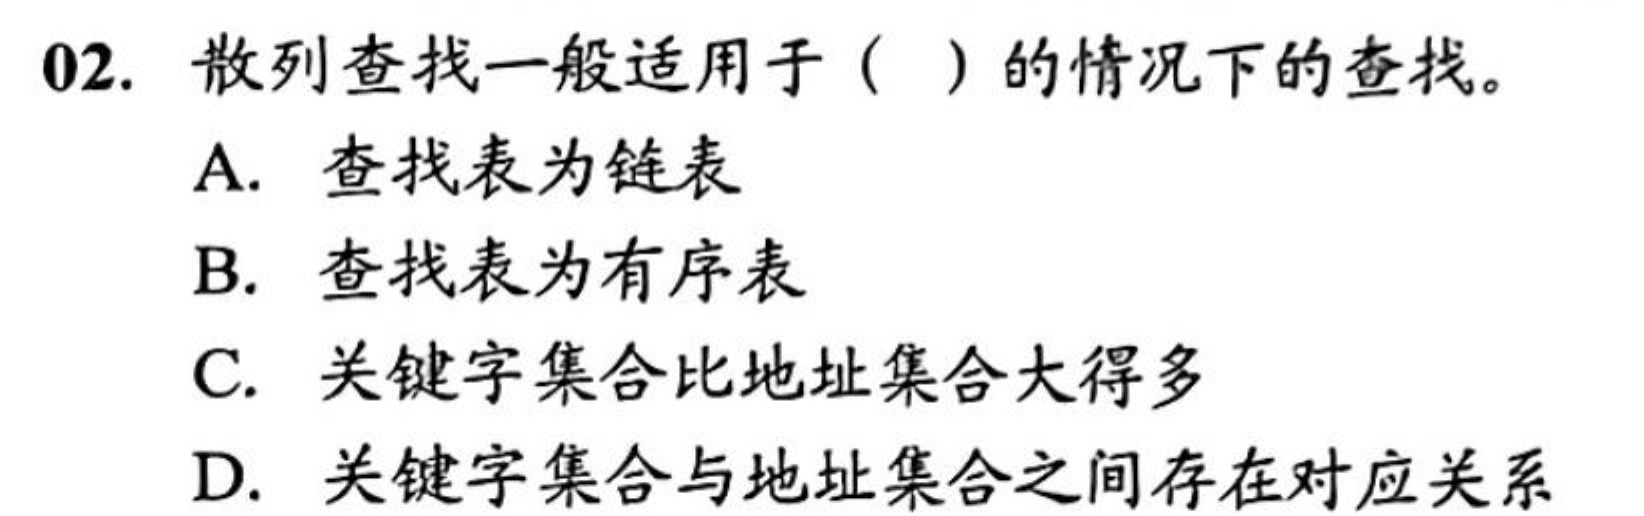 02. 散列查找一般适用于（ ）的情况下的查找。
A. 查找表为链表
B. 查找表为有序表
C. 关键字集合比地址集合大得多
D. 关键字集合与地址集合之间存在对应关系